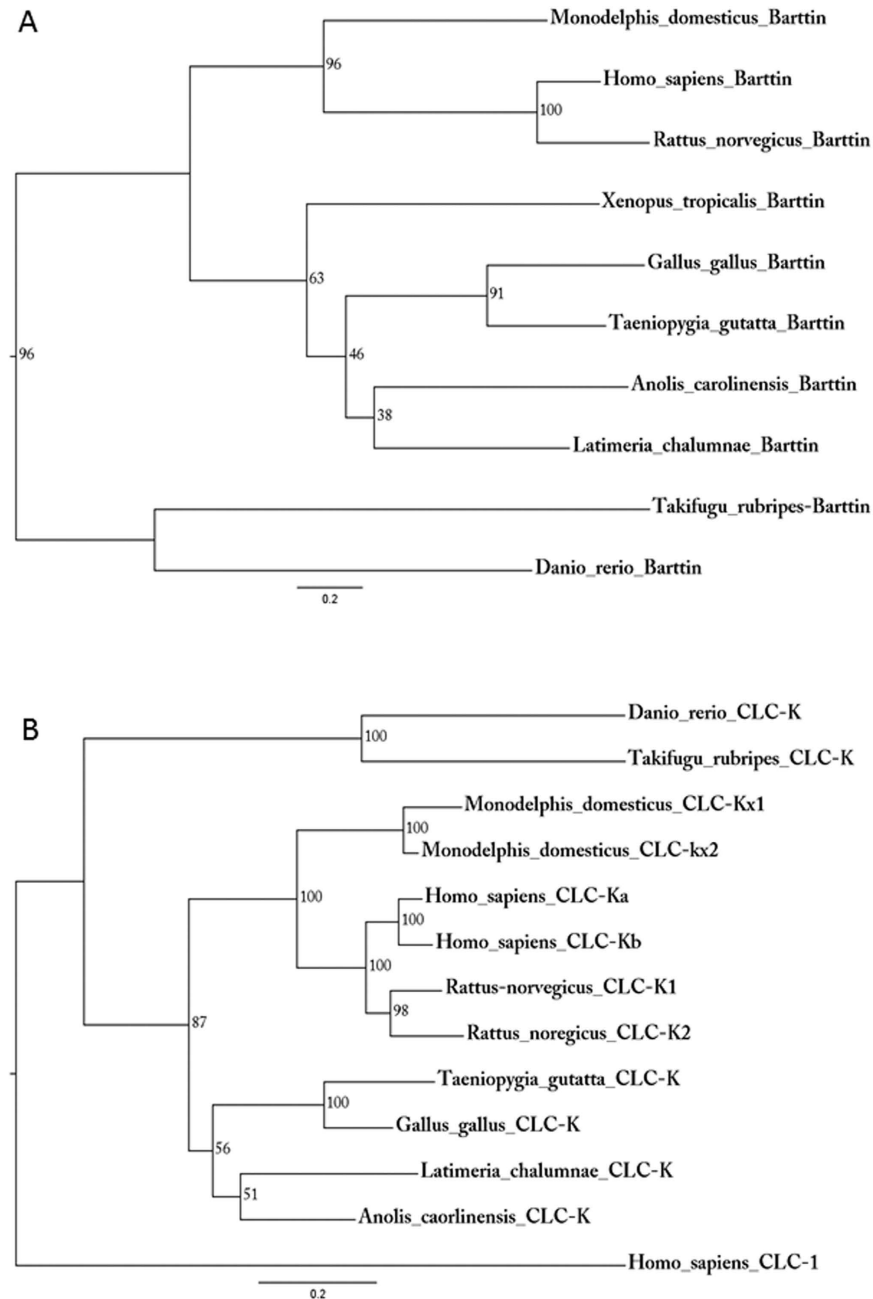 A
Monodelphis_domesticus_Barttin
96
Homo_sapiens_Barttin
100
Rattus_norvegicus_Barttin
Xenopus_tropicalis_Barttin
Gallus_gallus_Barttin
63
91
Taeniopygia_gutatta_Barttin
96
46
Anolis_carolinensis_Barttin
38
Latimeria_chalumnae_Barttin
Takifugu_rubripes-Barttin
Danio_rerio_Barttin
0.2
B
Danio_rerio_CLC-K
100
Takifugu_rubripes_CLC-K
Monodelphis_domesticus_CLC-Kx1
100
Monodelphis_domesticus_CLC-kx2
Homo_sapiens_CLC-Ka
100
100
Homo_sapiens_CLC-Kb
100
Rattus-norvegicus_CLC-K1
98
87
Rattus_noregicus_CLC-K2
Taeniopygia_gutatta_CLC-K
100
Gallus_gallus_CLC-K
56
Latimeria_chalumnae_CLC-K
51
Anolis_caorlinensis_CLC-K
Homo_sapiens_CLC-1
0.2